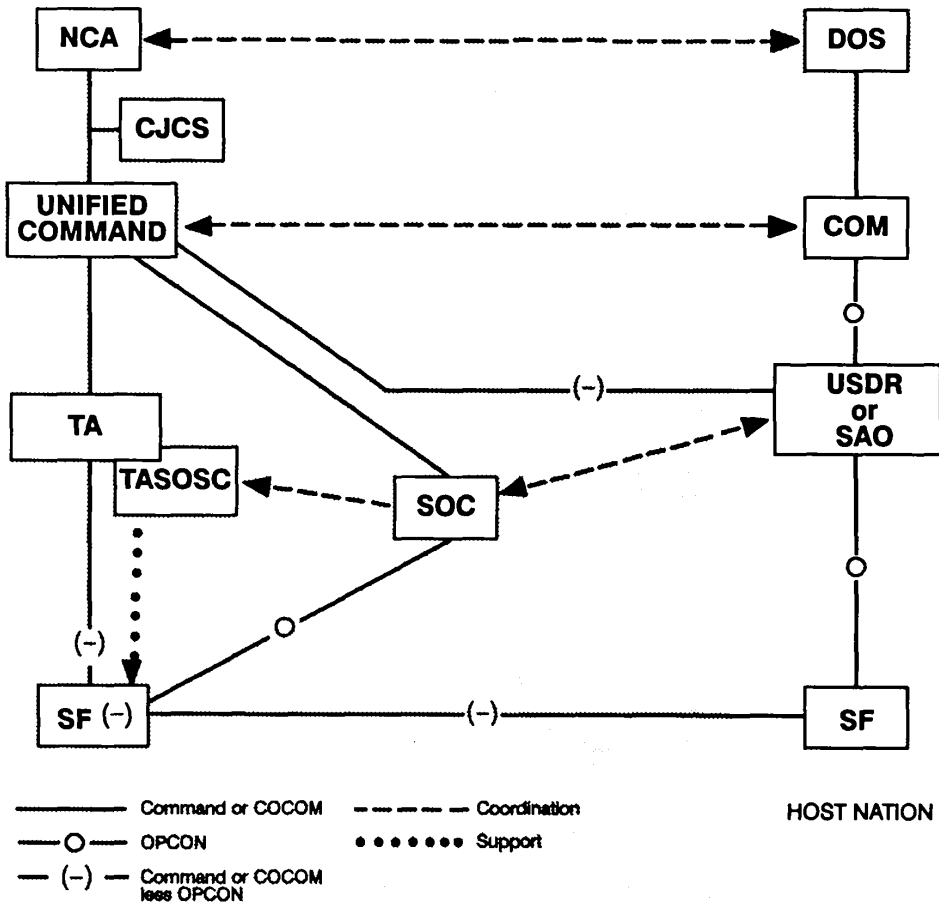 NCA
DOS
CJCS
UNIFIED
COMMAND
COM
USDR
or
SAO
(-)
TA
TASOSC
SOC
(-)
SF (-)
(-)
SF
Command or COCOM
Coordination
HOST NATION
OPCON
Support
(-)
Command or COCOM
less OPCON